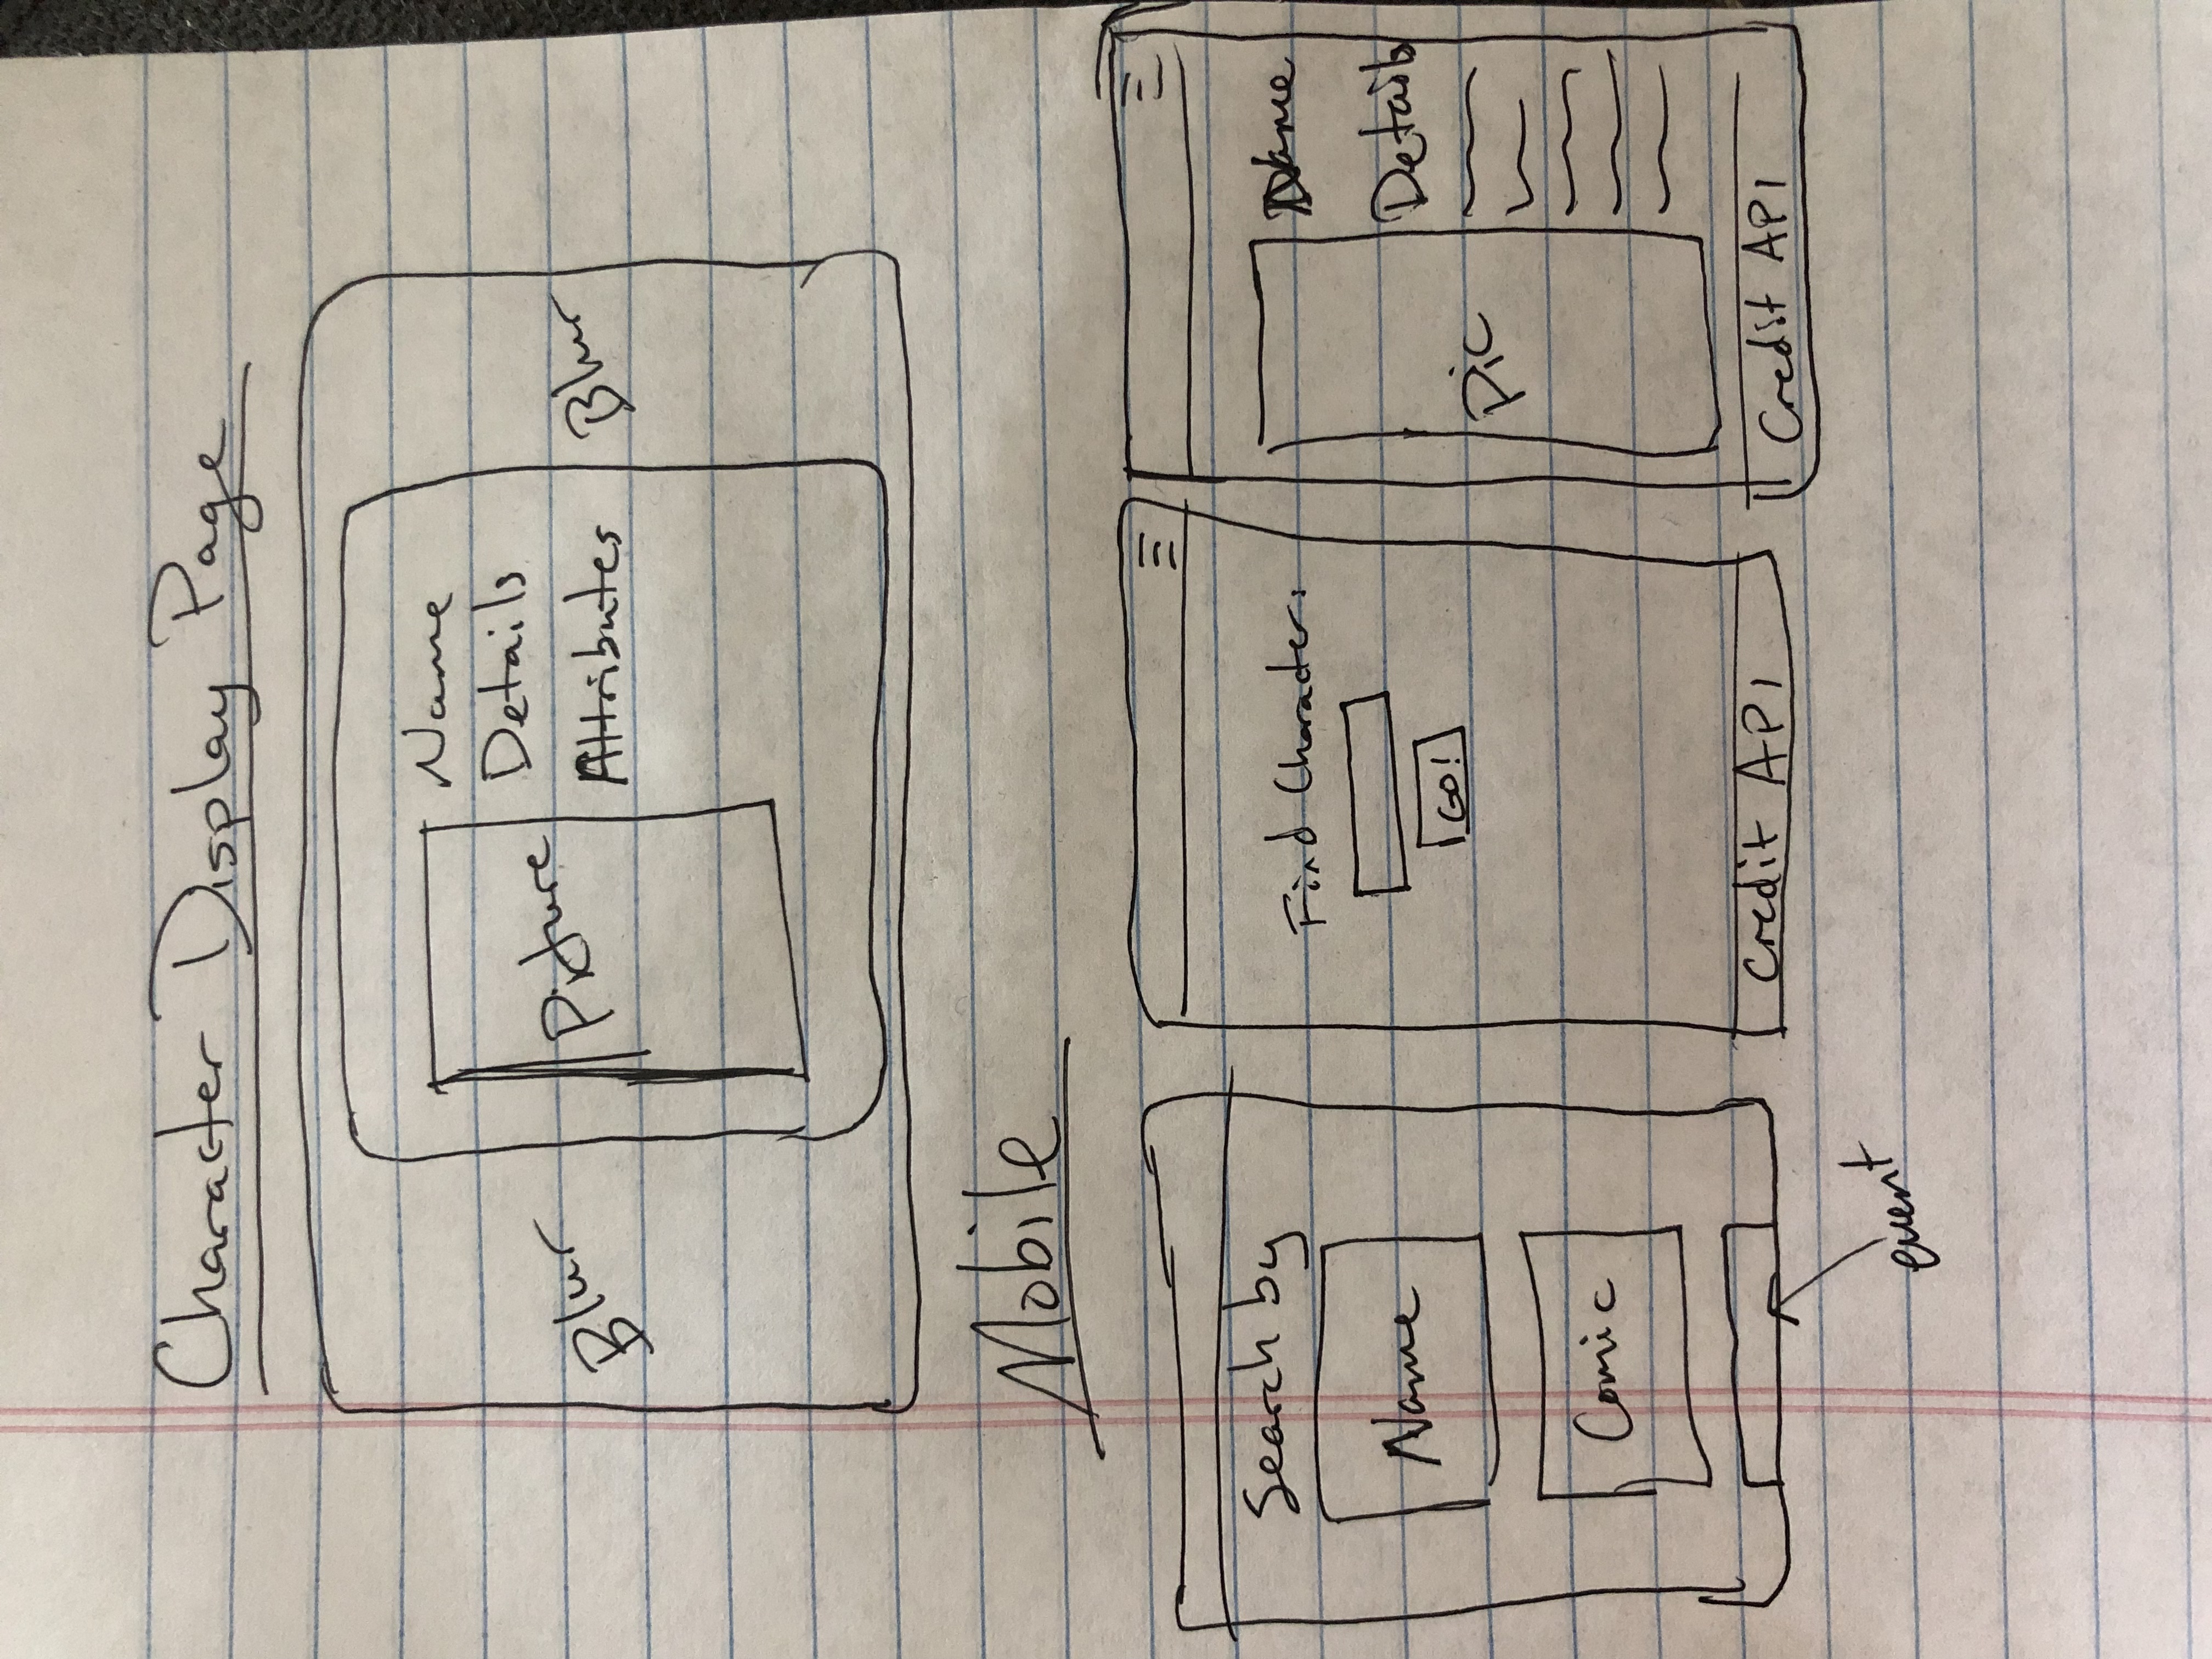 Character Display Page
Blur
Picture
Name
Details
Attributes
Blur
Mobile
Search by
Name
Comic
event
Find Character:
GO!
Credit API
Name
Details
Pic
Credit API